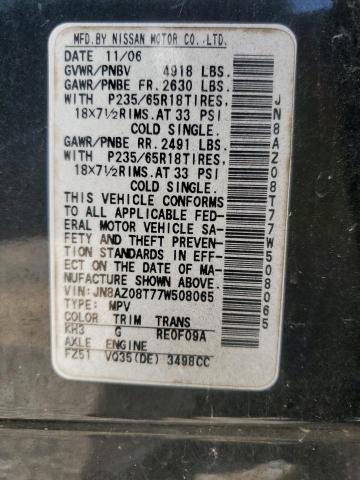 MFD.BY NISSAN MOTOR CO.,LTD.
DATE 11/06
GVWR/PNBV 4918 LBS.
GAWR/PNBE FR. 2630 LBS.
WITH P235/65R18TIRES,
18X7½RIMS.AT 33 PSI
COLD SINGLE
GAWR/PNBE RR. 2491 LBS.
WITH P235/65R18TIRES,
18X7½RIMS.AT 33 PSI
COLD SINGLE
THIS VEHICLE CONFORMS
TO ALL APPLICABLE FED-
ERAL MOTOR VEHICLE SA-
FETY AND THEFT PREVEN-
TION STANDARDS IN EFF-
ECT ON THE DATE OF MA-
NUFACTURE SHOWN ABOVE.
VIN:JN8AZ08T77W508065
TYPE: MPV
COLOR TRIM TRANS
KH3 G RE0F09A
AXLE ENGINE
FZ51 VQ35(DE) 3498CC
JN8AZ08T77W508065